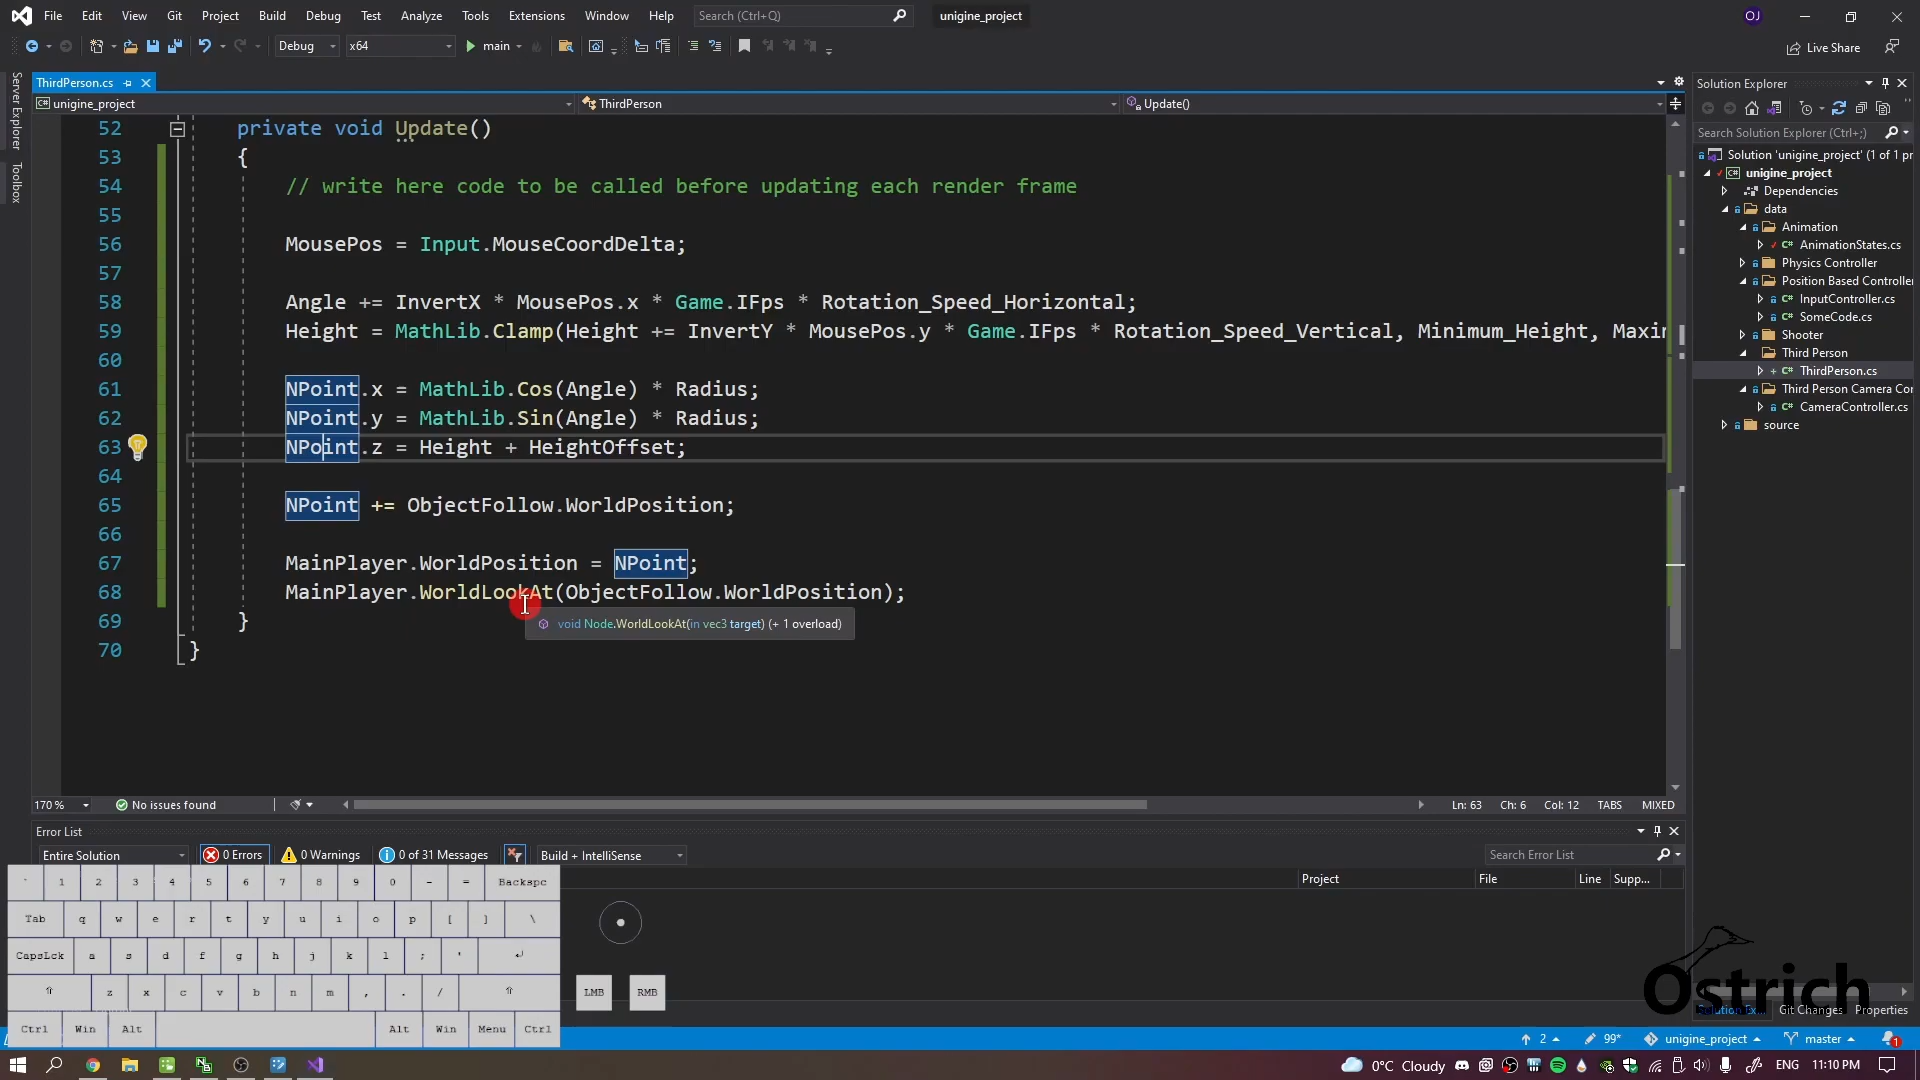 File Edit View Git Project Build Debug Test Analyze Tools Extensions Window Help Search (Ctrl+Q) unigine_project OJ
Debug x64 main Live Share
Server Explorer
Toolbox
ThirdPerson.cs
unigine_project ThirdPerson Update()
52 private void Update()
53 {
54 // write here code to be called before updating each render frame
55
56 MousePos = Input.MouseCoordDelta;
57
58 Angle += InvertX * MousePos.x * Game.IFps * Rotation_Speed_Horizontal;
59 Height = MathLib.Clamp(Height += InvertY * MousePos.y * Game.IFps * Rotation_Speed_Vertical, Minimum_Height, Maxim
60
61 NPoint.x = MathLib.Cos(Angle) * Radius;
62 NPoint.y = MathLib.Sin(Angle) * Radius;
63 NPoint.z = Height + HeightOffset;
64
65 NPoint += ObjectFollow.WorldPosition;
66
67 MainPlayer.WorldPosition = NPoint;
68 MainPlayer.WorldLookAt(ObjectFollow.WorldPosition);
69 }
void Node.WorldLookAt(in vec3 target) (+ 1 overload)
70 }
170 % No issues found Ln: 63 Ch: 6 Col: 12 TABS MIXED
Solution Explorer
Search Solution Explorer (Ctrl+;)
Solution 'unigine_project' (1 of 1 pr
unigine_project
Dependencies
data
Animation
AnimationStates.cs
Physics Controller
Position Based Controller
InputController.cs
SomeCode.cs
Shooter
Third Person
ThirdPerson.cs
Third Person Camera Co
CameraController.cs
source
Error List
Entire Solution 0 Errors 0 Warnings 0 of 31 Messages Build + IntelliSense Search Error List
Project File Line Supp...
` 1 2 3 4 5 6 7 8 9 0 - = Backspc
Tab q w e r t y u i o p [ ] \
CapsLck a s d f g h j k l ; '
z x c v b n m , . /
Ctrl Win Alt Alt Win Menu Ctrl
LMB RMB
Ostrich
Solution Ex... Git Changes Properties
2 99* unigine_project master 1
0°C Cloudy ENG 11:10 PM